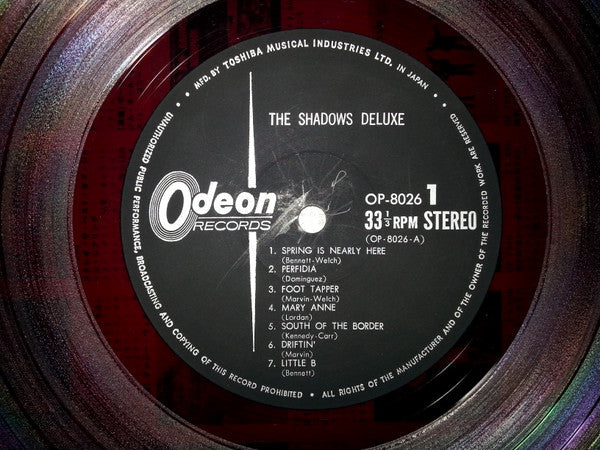 MFD. BY TOSHIBA MUSICAL INDUSTRIES LTD. IN JAPAN
THE SHADOWS DELUXE
Odeon
RECORDS
OP-8026 1
33 1/3 RPM STEREO
(OP-8026-A)
1. SPRING IS NEARLY HERE
(Bennett-Welch)
2. PERFIDIA
(Dominguez)
3. FOOT TAPPER
(Marvin-Welch)
4. MARY ANNE
(Lordan)
5. SOUTH OF THE BORDER
(Kennedy-Carr)
6. DRIFTIN'
(Marvin)
7. LITTLE B
(Bennett)
UNAUTHORIZED PUBLIC PERFORMANCE, BROADCASTING AND COPYING OF THIS RECORD PROHIBITED • ALL RIGHTS OF THE MANUFACTURER AND OF THE OWNER OF THE RECORDED WORK ARE RESERVED